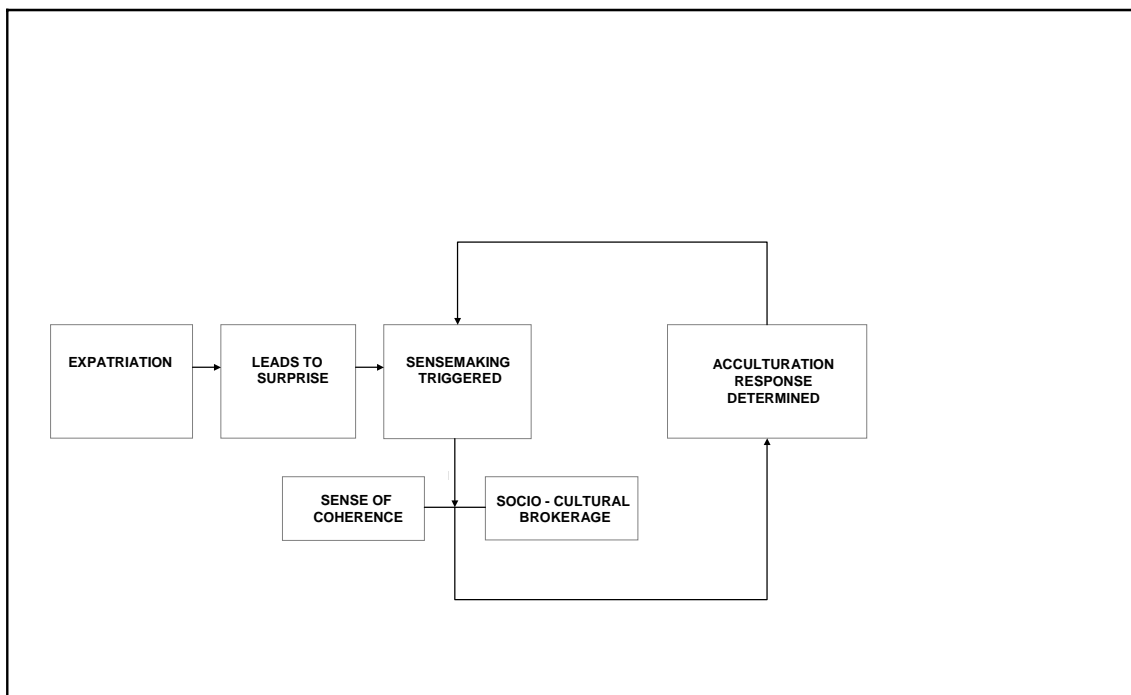 EXPATRIATION
LEADS TO
SURPRISE
SENSEMAKING
TRIGGERED
ACCULTURATION
RESPONSE
DETERMINED
SENSE OF
COHERENCE
SOCIO - CULTURAL
BROKERAGE